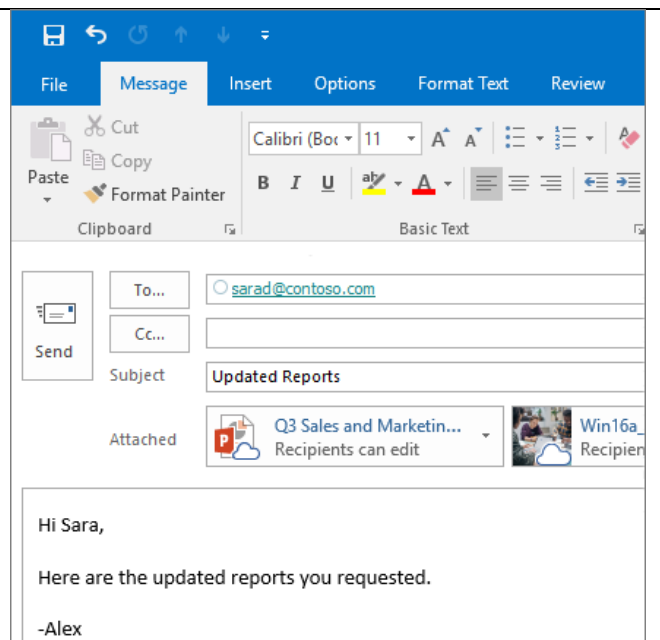 File Message Insert Options Format Text Review
Cut
Calibri (Boc 11
Copy
Paste
B I U
Format Painter
Clipboard Basic Text
To... sarad@contoso.com
Cc...
Send
Subject Updated Reports
Attached Q3 Sales and Marketin... Win16a_
Recipients can edit Recipien
Hi Sara,
Here are the updated reports you requested.
-Alex